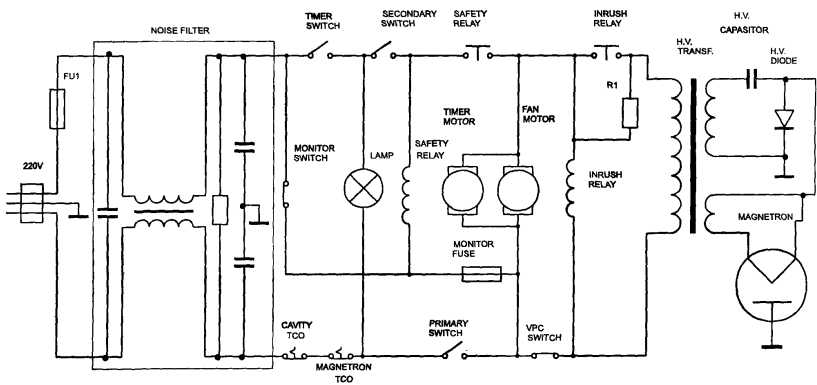 NOISE FILTER
TIMER
SWITCH
SECONDARY
SWITCH
SAFETY
RELAY
INRUSH
RELAY
H.V.
TRANSF.
H.V.
CAPASITOR
H.V.
DIODE
FU1
R1
220V
MONITOR
SWITCH
LAMP
SAFETY
RELAY
TIMER
MOTOR
FAN
MOTOR
INRUSH
RELAY
MAGNETRON
MONITOR
FUSE
CAVITY
TCO
MAGNETRON
TCO
PRIMARY
SWITCH
VPC
SWITCH